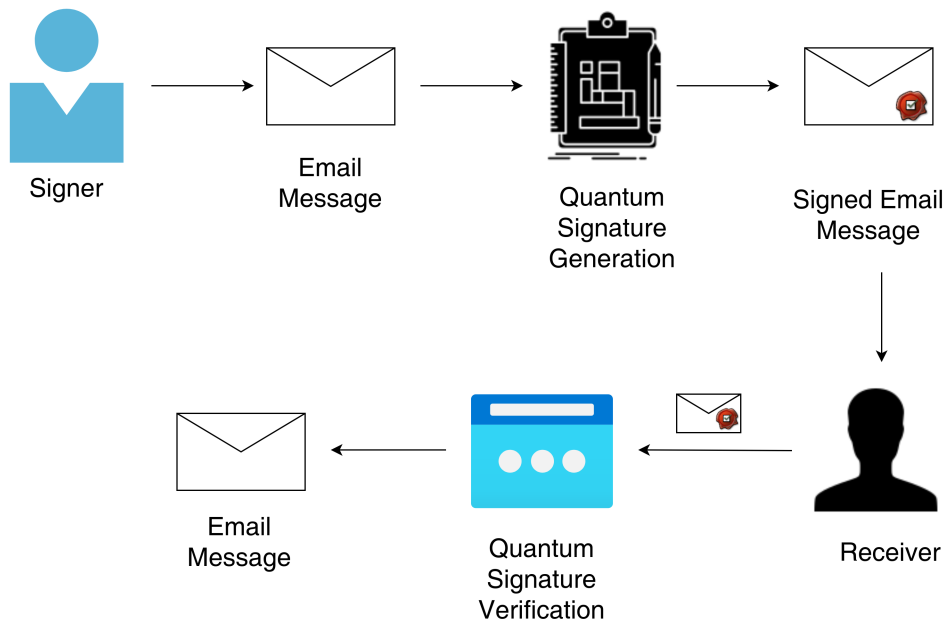 Signer
Email
Message
Quantum
Signature
Generation
Signed Email
Message
Email
Message
Quantum
Signature
Verification
Receiver